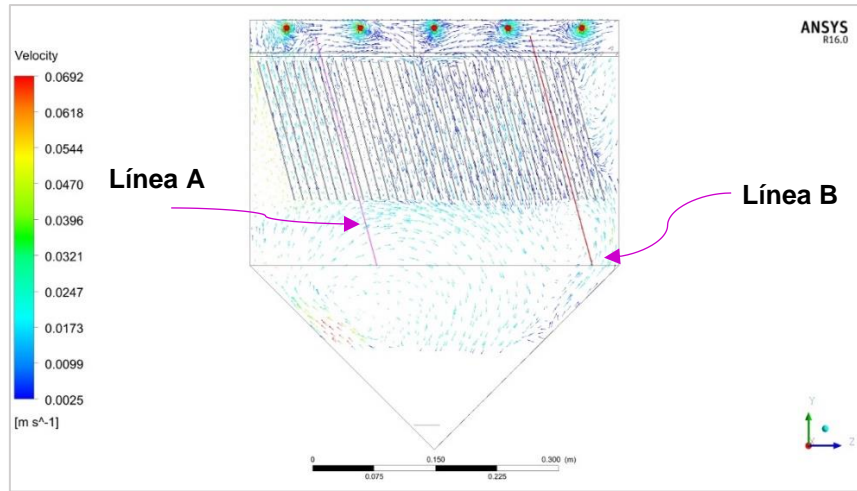 ANSYS
R16.0
Velocity
0.0692
0.0618
0.0544
0.0470
0.0396
0.0321
0.0247
0.0173
0.0099
0.0025
[m s^-1]
Línea A
Línea B
Y
Z
0 0.150 0.300 (m)
0.075 0.225